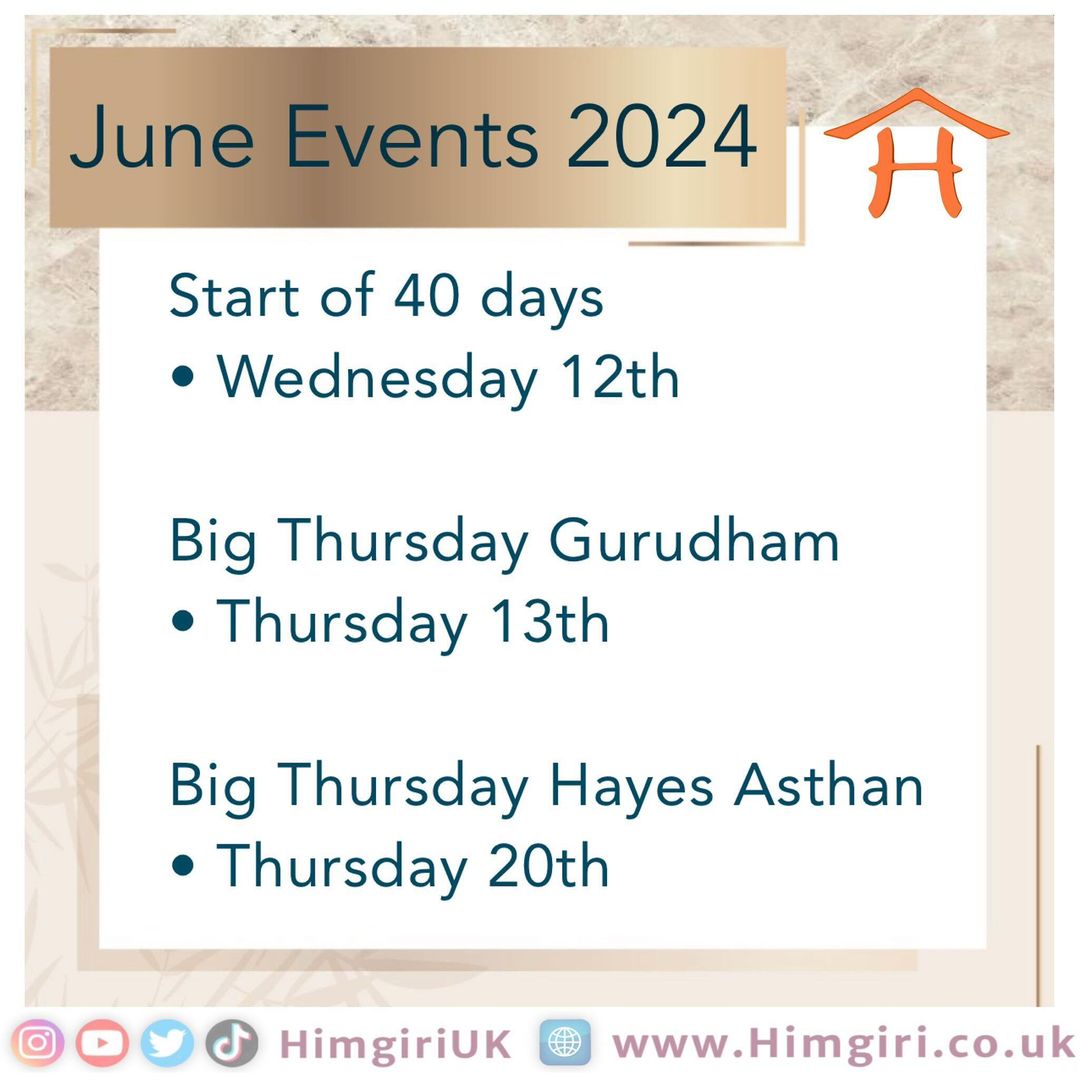 June Events 2024
Start of 40 days
• Wednesday 12th
Big Thursday Gurudham
• Thursday 13th
Big Thursday Hayes Asthan
• Thursday 20th
HimgiriUK www.Himgiri.co.uk